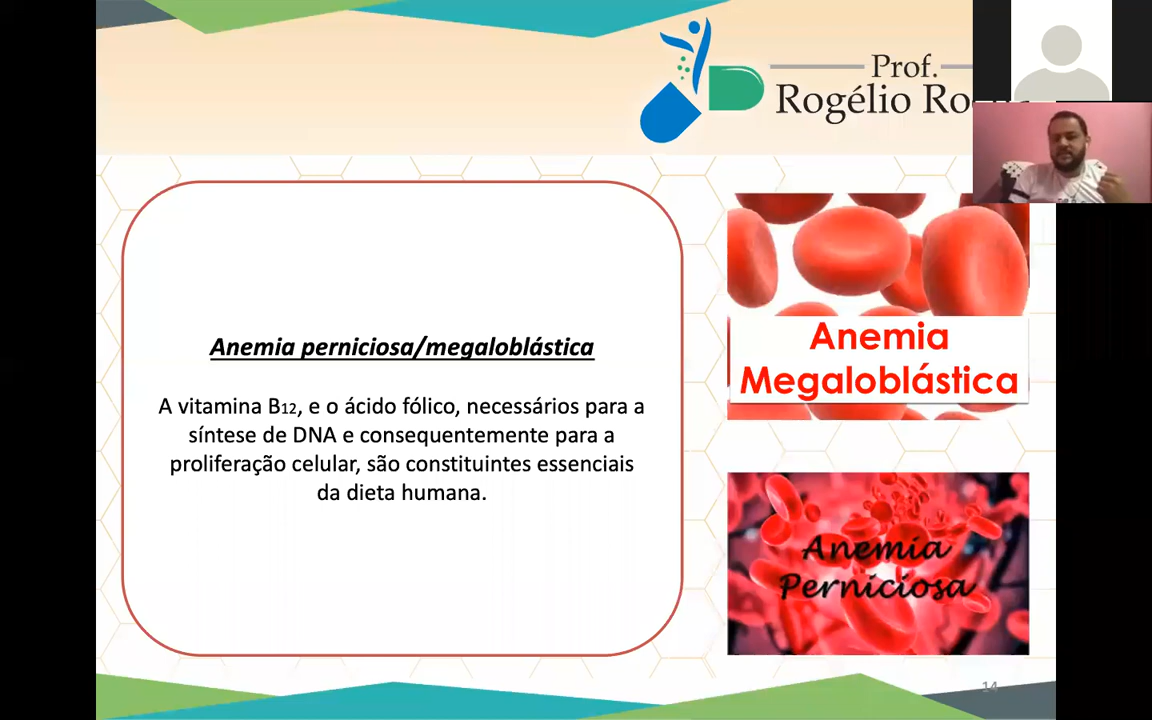 Prof.
Rogélio
Anemia perniciosa/megaloblástica
A vitamina B12, e o ácido fólico, necessários para a
síntese de DNA e consequentemente para a
proliferação celular, são constituintes essenciais
da dieta humana.
Anemia
Megaloblástica
Anemia
Perniciosa
14